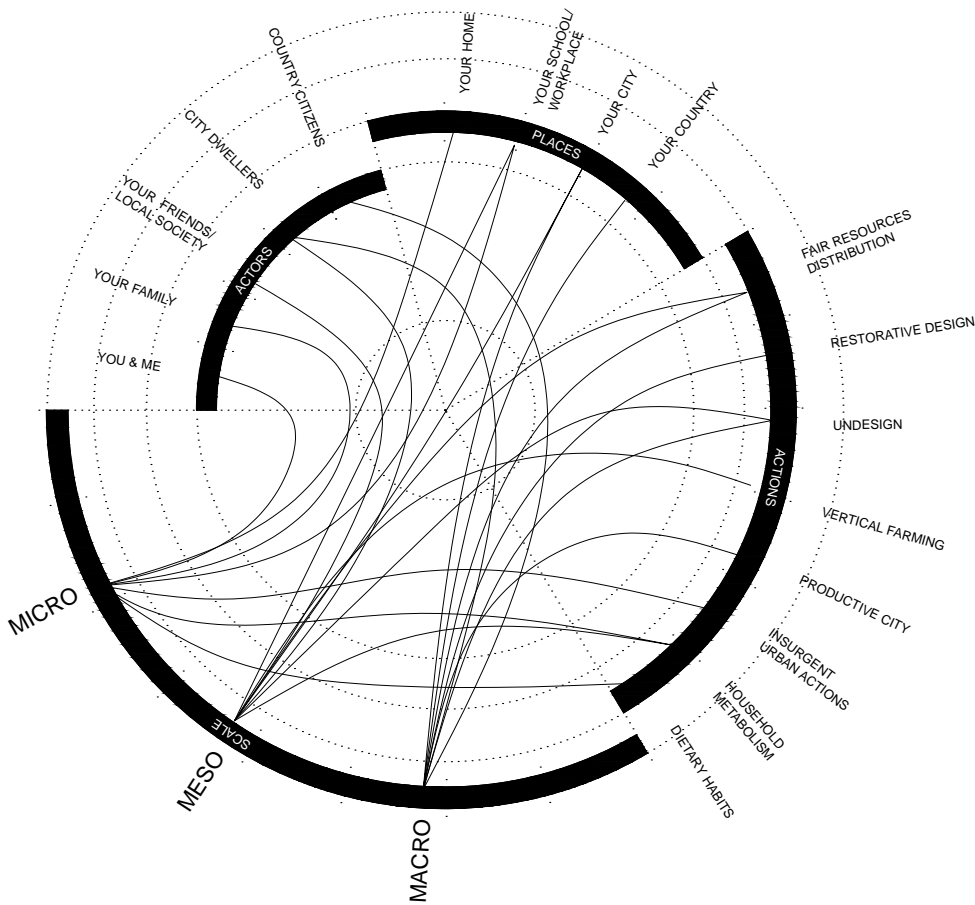 COUNTRY CITIZENS
YOUR HOME
YOUR SCHOOL/
WORKPLACE
YOUR CITY
YOUR COUNTRY
PLACES
CITY DWELLERS
YOUR FRIENDS/
LOCAL SOCIETY
YOUR FAMILY
YOU & ME
ACTORS
FAIR RESOURCES
DISTRIBUTION
RESTORATIVE DESIGN
UNDESIGN
ACTIONS
VERTICAL FARMING
PRODUCTIVE CITY
INSURGENT
URBAN ACTIONS
HOUSEHOLD
METABOLISM
DIETARY HABITS
MICRO
SCALE
MESO
MACRO